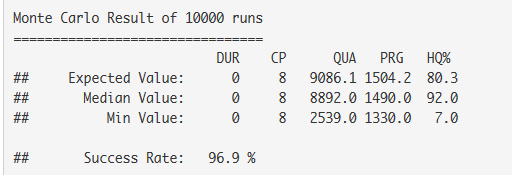 Monte Carlo Result of 10000 runs
================================
DUR CP QUA PRG HQ%
## Expected Value: 0 8 9086.1 1504.2 80.3
## Median Value: 0 8 8892.0 1490.0 92.0
## Min Value: 0 8 2539.0 1330.0 7.0
## Success Rate: 96.9 %